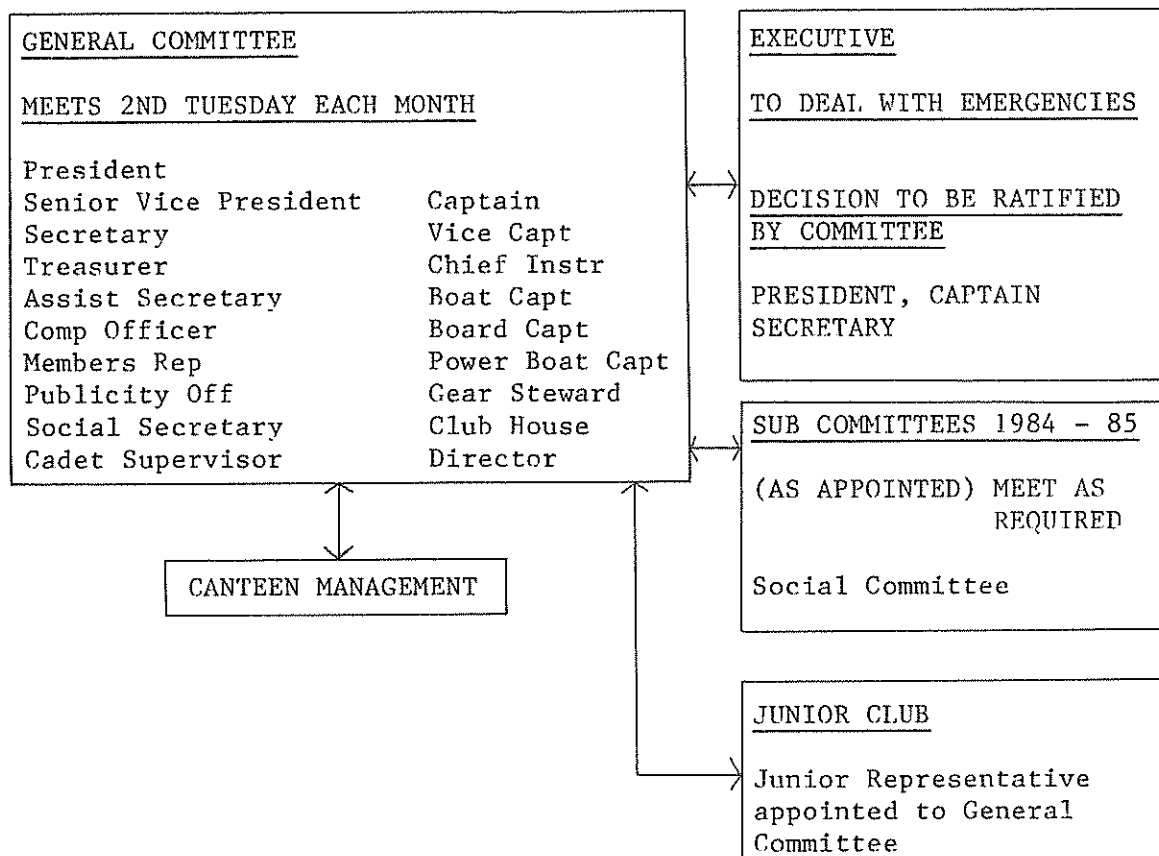 GENERAL COMMITTEE
MEETS 2ND TUESDAY EACH MONTH
President
Senior Vice President
Secretary
Treasurer
Assist Secretary
Comp Officer
Members Rep
Publicity Off
Social Secretary
Cadet Supervisor
Captain
Vice Capt
Chief Instr
Boat Capt
Board Capt
Power Boat Capt
Gear Steward
Club House
Director
EXECUTIVE
TO DEAL WITH EMERGENCIES
DECISION TO BE RATIFIED
BY COMMITTEE
PRESIDENT, CAPTAIN
SECRETARY
SUB COMMITTEES 1984 - 85
(AS APPOINTED) MEET AS
REQUIRED
Social Committee
CANTEEN MANAGEMENT
JUNIOR CLUB
Junior Representative
appointed to General
Committee